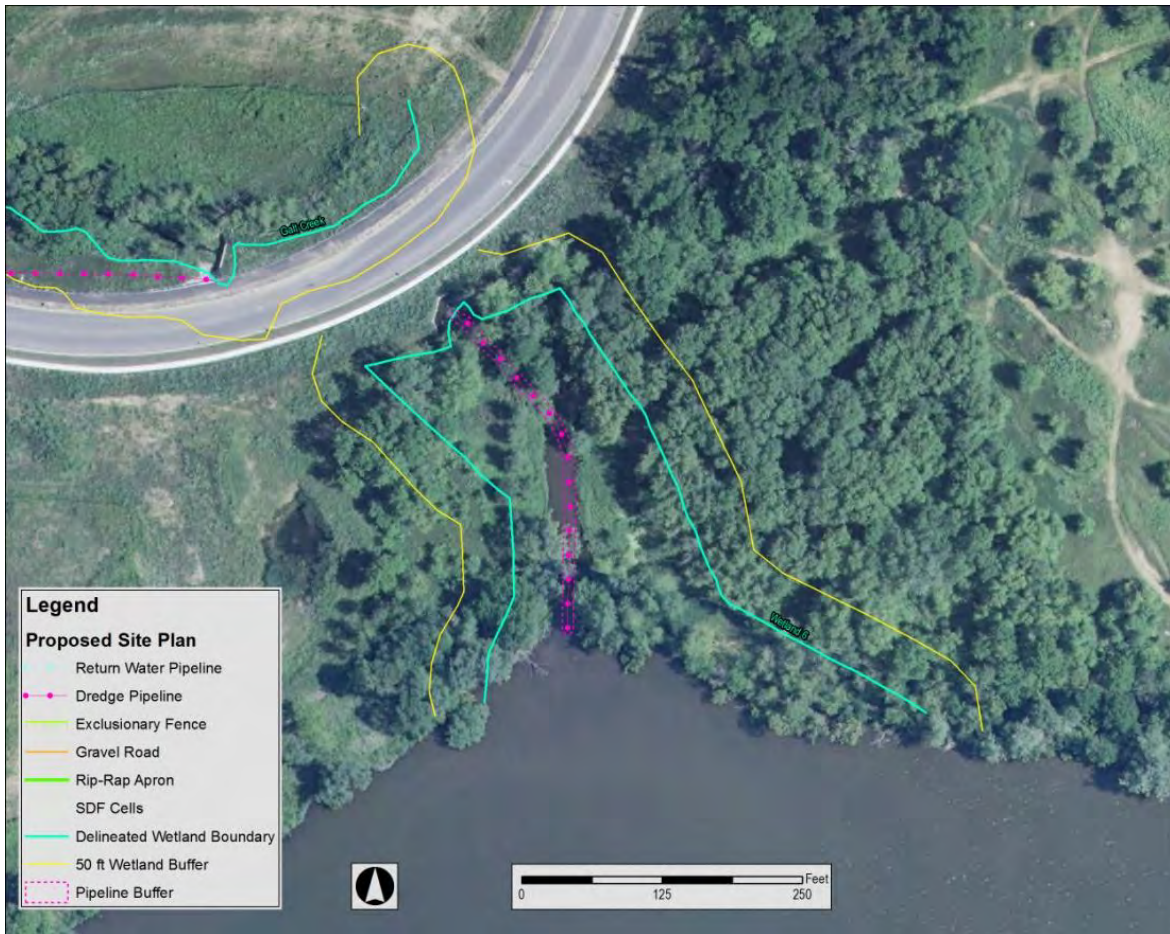 Galt Creek
Wetland 6
Legend
Proposed Site Plan
Return Water Pipeline
Dredge Pipeline
Exclusionary Fence
Gravel Road
Rip-Rap Apron
SDF Cells
Delineated Wetland Boundary
50 ft Wetland Buffer
Pipeline Buffer
Feet
0 125 250